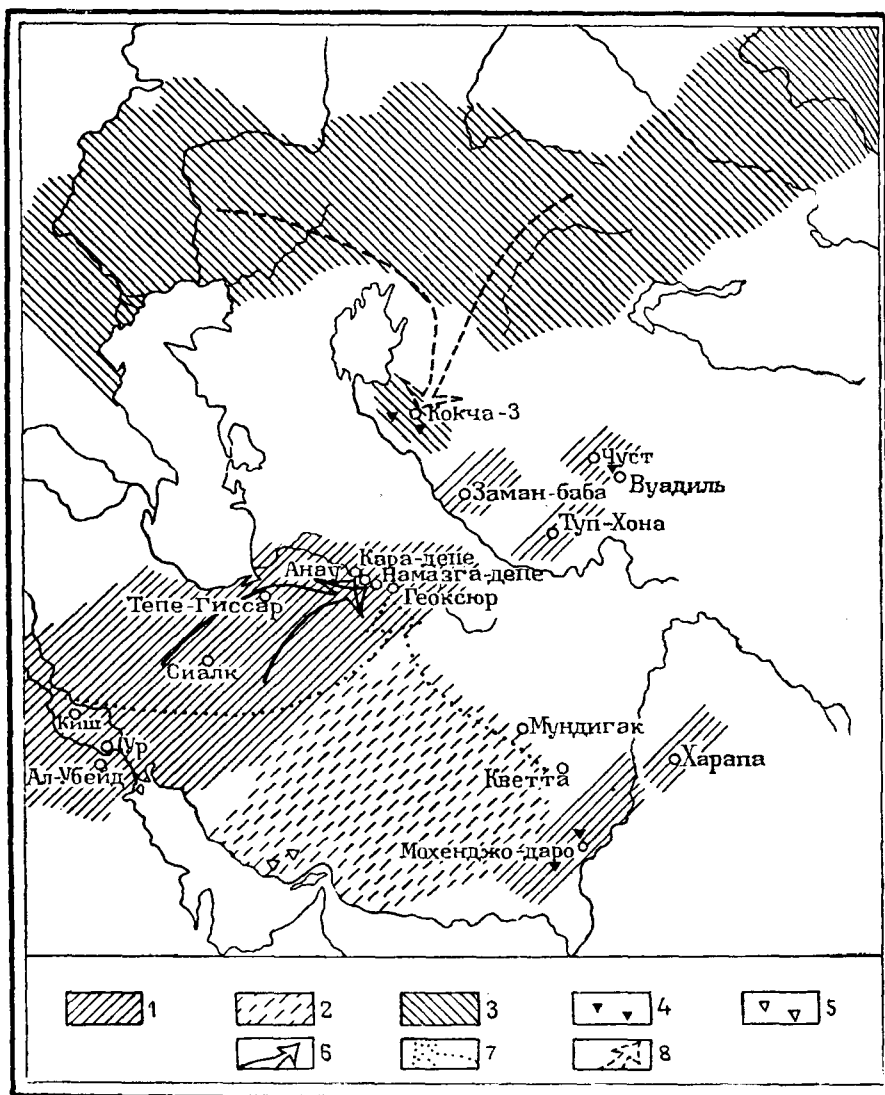 Кокча-3
Чуст
Вуадиль
Заман-баба
Туп-Хона
Кара-депе
Анау
Намазга-депе
Геоксюр
Тепе-Гиссар
Сиалк
Киш
Ур
Ал-Убейд
Мундигак
Харапа
Кветта
Мохенджо-даро
1 2 3 4 5
6 7 8